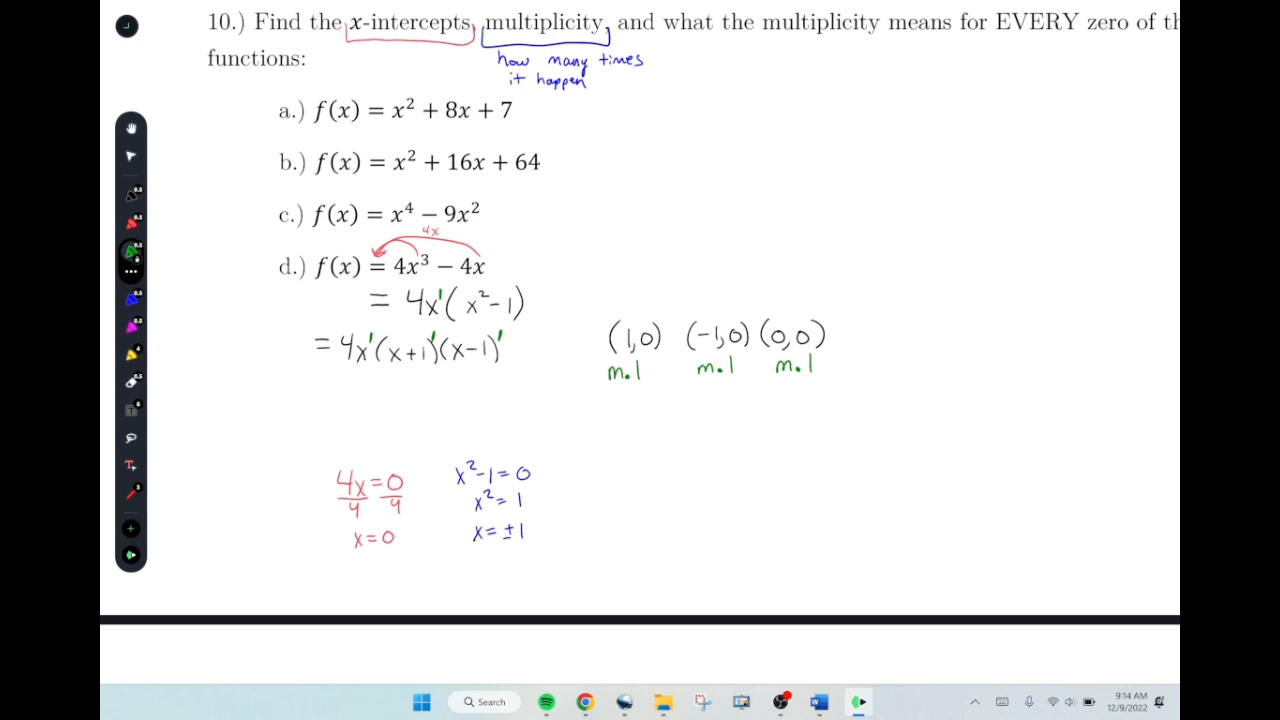 10.) Find the x-intercepts, multiplicity, and what the multiplicity means for EVERY zero of th
functions:
how many times
it happen
a.) f(x) = x² + 8x + 7
b.) f(x) = x² + 16x + 64
c.) f(x) = x⁴ − 9x²
4x
d.) f(x) = 4x³ − 4x
= 4x¹(x²−1)
= 4x¹(x+1)¹(x−1)¹
(1,0) (-1,0) (0,0)
m.1 m.1 m.1
4x=0
4 4
x=0
x²-1=0
x²=1
x=±1
Search
9:14 AM
12/9/2022